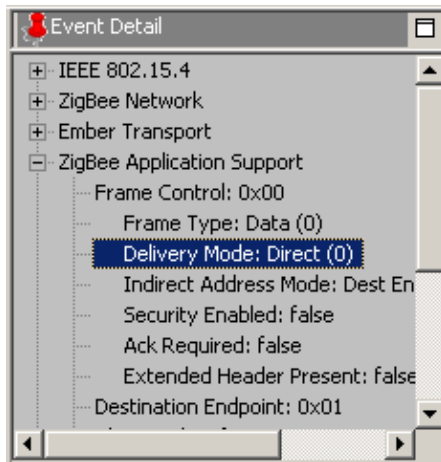 Event Detail
IEEE 802.15.4
ZigBee Network
Ember Transport
ZigBee Application Support
Frame Control: 0x00
Frame Type: Data (0)
Delivery Mode: Direct (0)
Indirect Address Mode: Dest En
Security Enabled: false
Ack Required: false
Extended Header Present: false
Destination Endpoint: 0x01